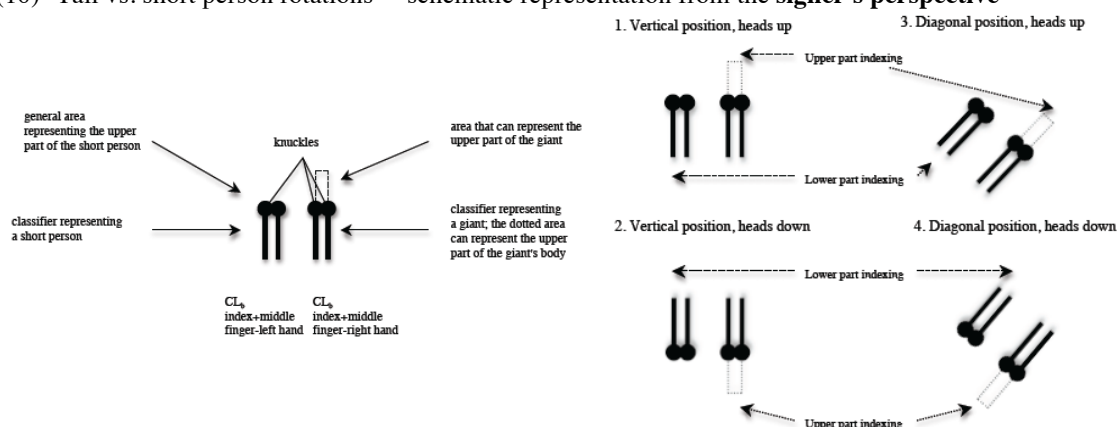 (10) Tall vs. short person rotations – schematic representation from the signer's perspective
general area
representing the upper
part of the short person
knuckles
area that can represent the
upper part of the giant
classifier representing
a short person
classifier representing
a giant; the dotted area
can represent the upper
part of the giant's body
CL
index+middle
finger-left hand
CL
index+middle
finger-right hand
1. Vertical position, heads up
3. Diagonal position, heads up
Upper part indexing
Lower part indexing
2. Vertical position, heads down
4. Diagonal position, heads down
Lower part indexing
Upper part indexing